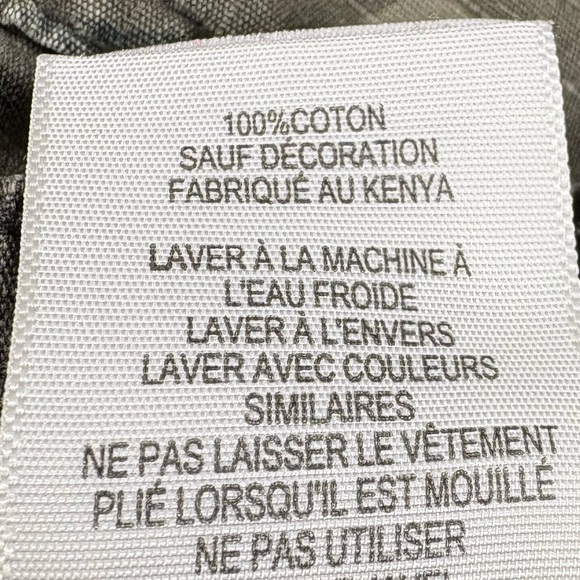 100%COTON
SAUF DÉCORATION
FABRIQUÉ AU KENYA
LAVER À LA MACHINE À
L'EAU FROIDE
LAVER À L'ENVERS
LAVER AVEC COULEURS
SIMILAIRES
NE PAS LAISSER LE VÊTEMENT
PLIÉ LORSQU'IL EST MOUILLÉ
NE PAS UTILISER